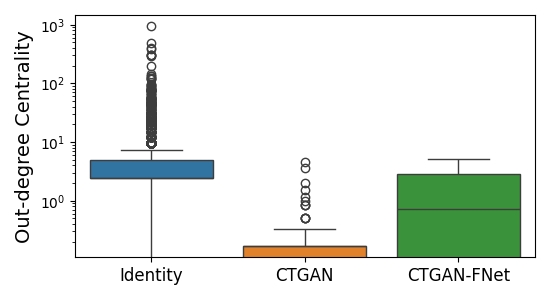 Out-degree Centrality
10³
10²
10¹
10⁰
Identity
CTGAN
CTGAN-FNet